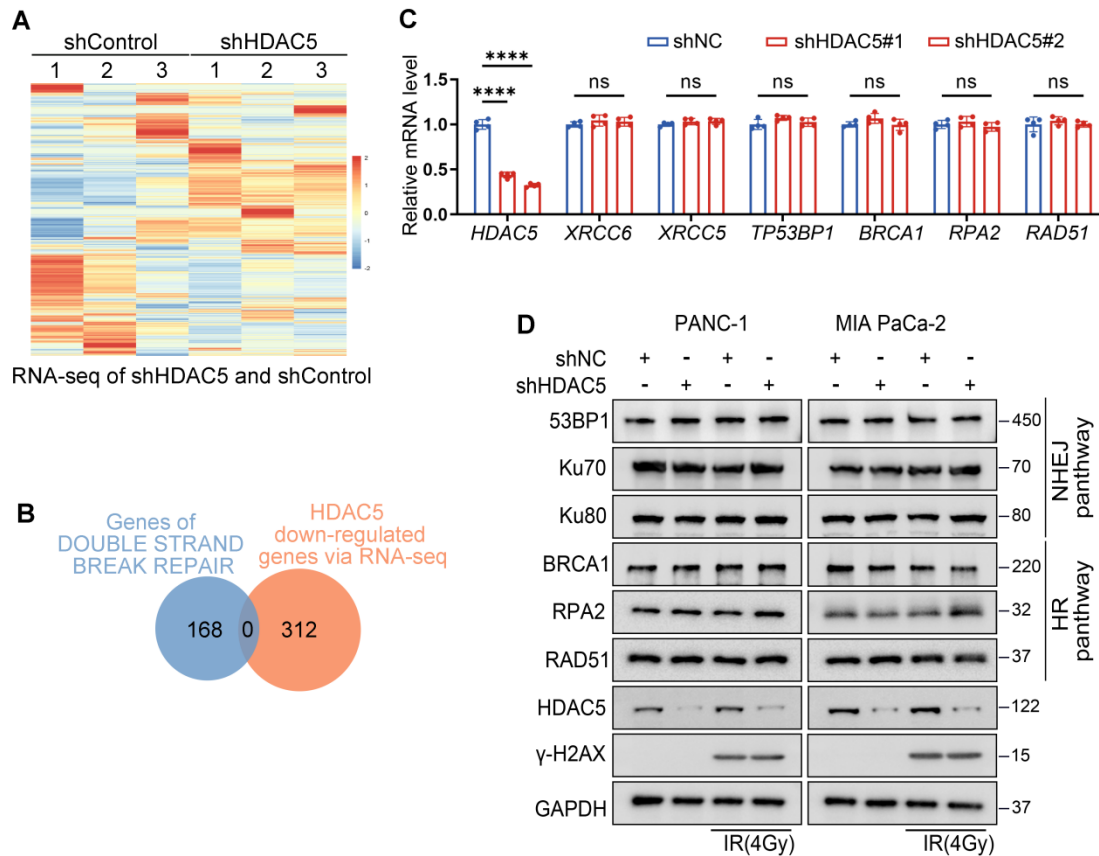 A
shControl shHDAC5
1 2 3 1 2 3
2
1
0
-1
-2
RNA-seq of shHDAC5 and shControl
B
Genes of
DOUBLE STRAND
BREAK REPAIR
HDAC5
down-regulated
genes via RNA-seq
168 0 312
C
shNC shHDAC5#1 shHDAC5#2
Relative mRNA level
1.5
1.0
0.5
0.0
****
****
ns ns ns ns ns ns
HDAC5 XRCC6 XRCC5 TP53BP1 BRCA1 RPA2 RAD51
D
PANC-1 MIA PaCa-2
shNC + - + - + - + -
shHDAC5 - + - + - + - +
53BP1 450
Ku70 70
Ku80 80
BRCA1 220
RPA2 32
RAD51 37
HDAC5 122
γ-H2AX 15
GAPDH 37
IR(4Gy) IR(4Gy)
NHEJ
panthway
HR
panthway